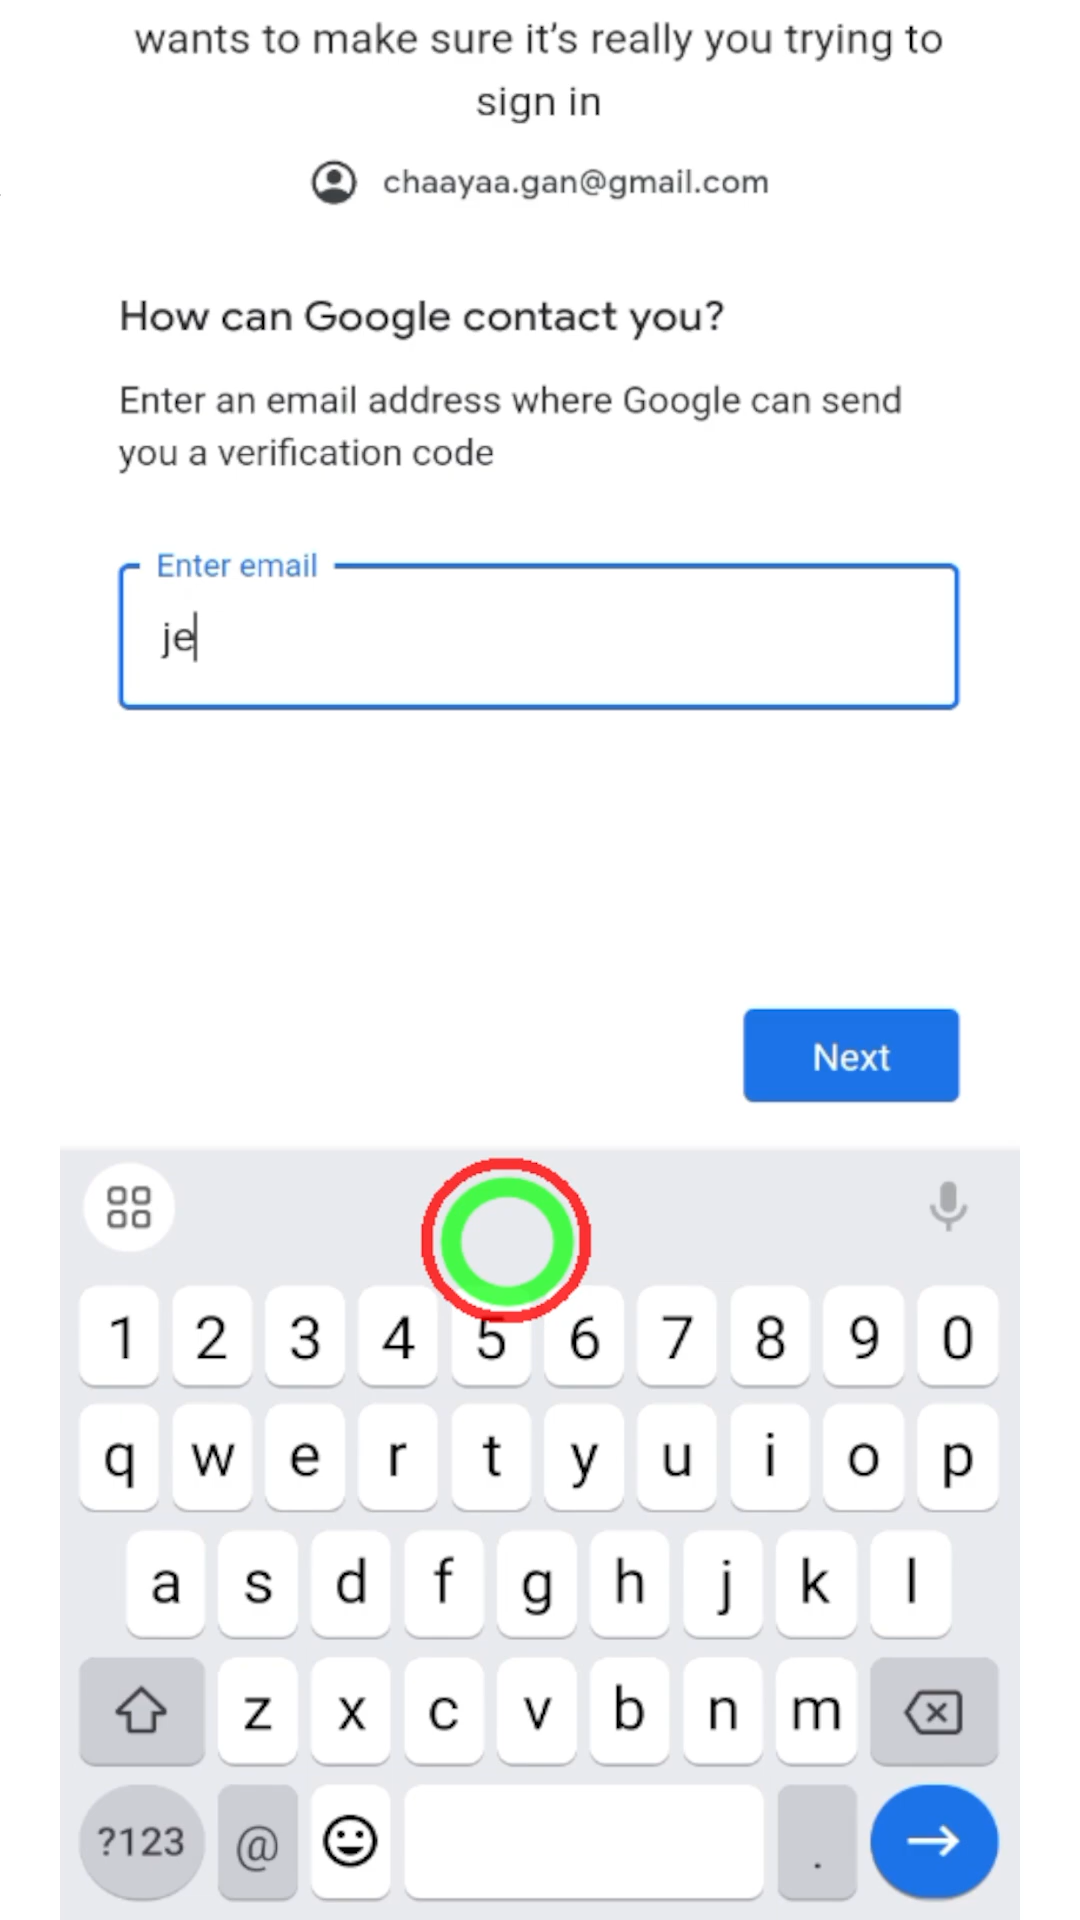 wants to make sure it's really you trying to
sign in
chaayaa.gan@gmail.com
How can Google contact you?
Enter an email address where Google can send
you a verification code
Enter email
je
Next
1 2 3 4 5 6 7 8 9 0
q w e r t y u i o p
a s d f g h j k l
z x c v b n m
?123 @ .